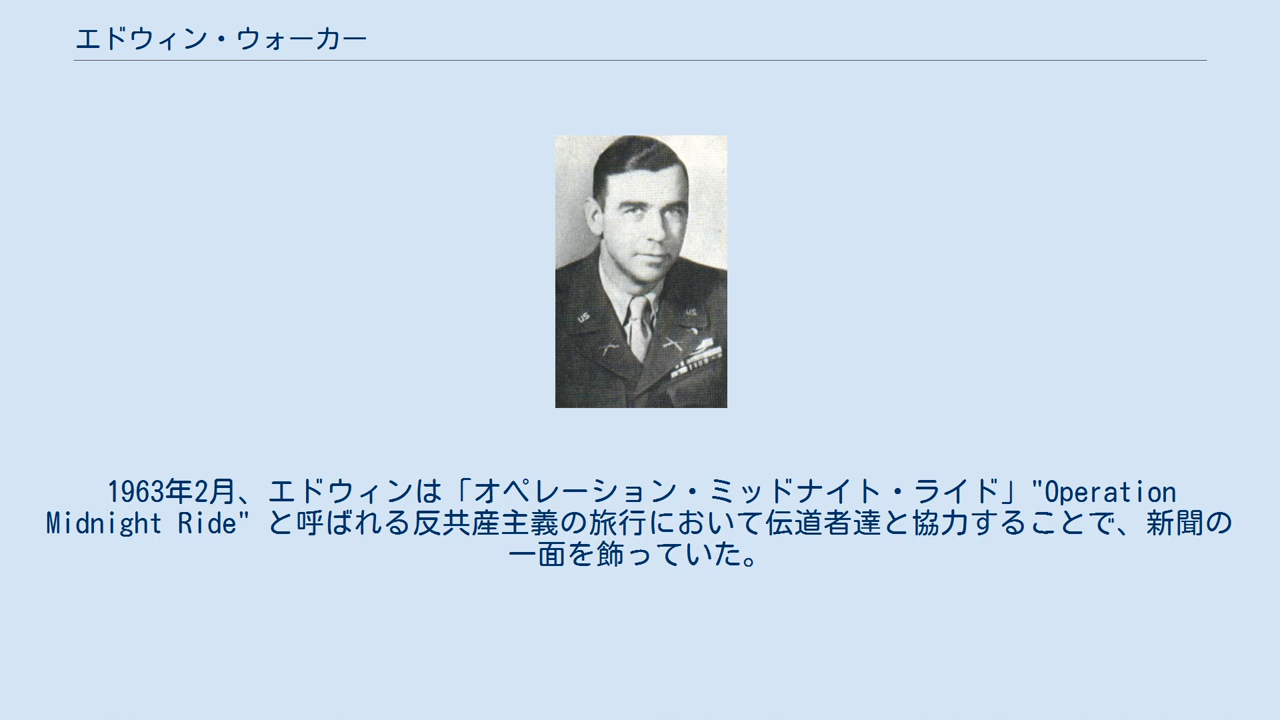 エドウィン・ウォーカー
US
US
1963年2月、エドウィンは「オペレーション・ミッドナイト・ライド」"Operation
Midnight Ride" と呼ばれる反共産主義の旅行において伝道者達と協力することで、新聞の
一面を飾っていた。